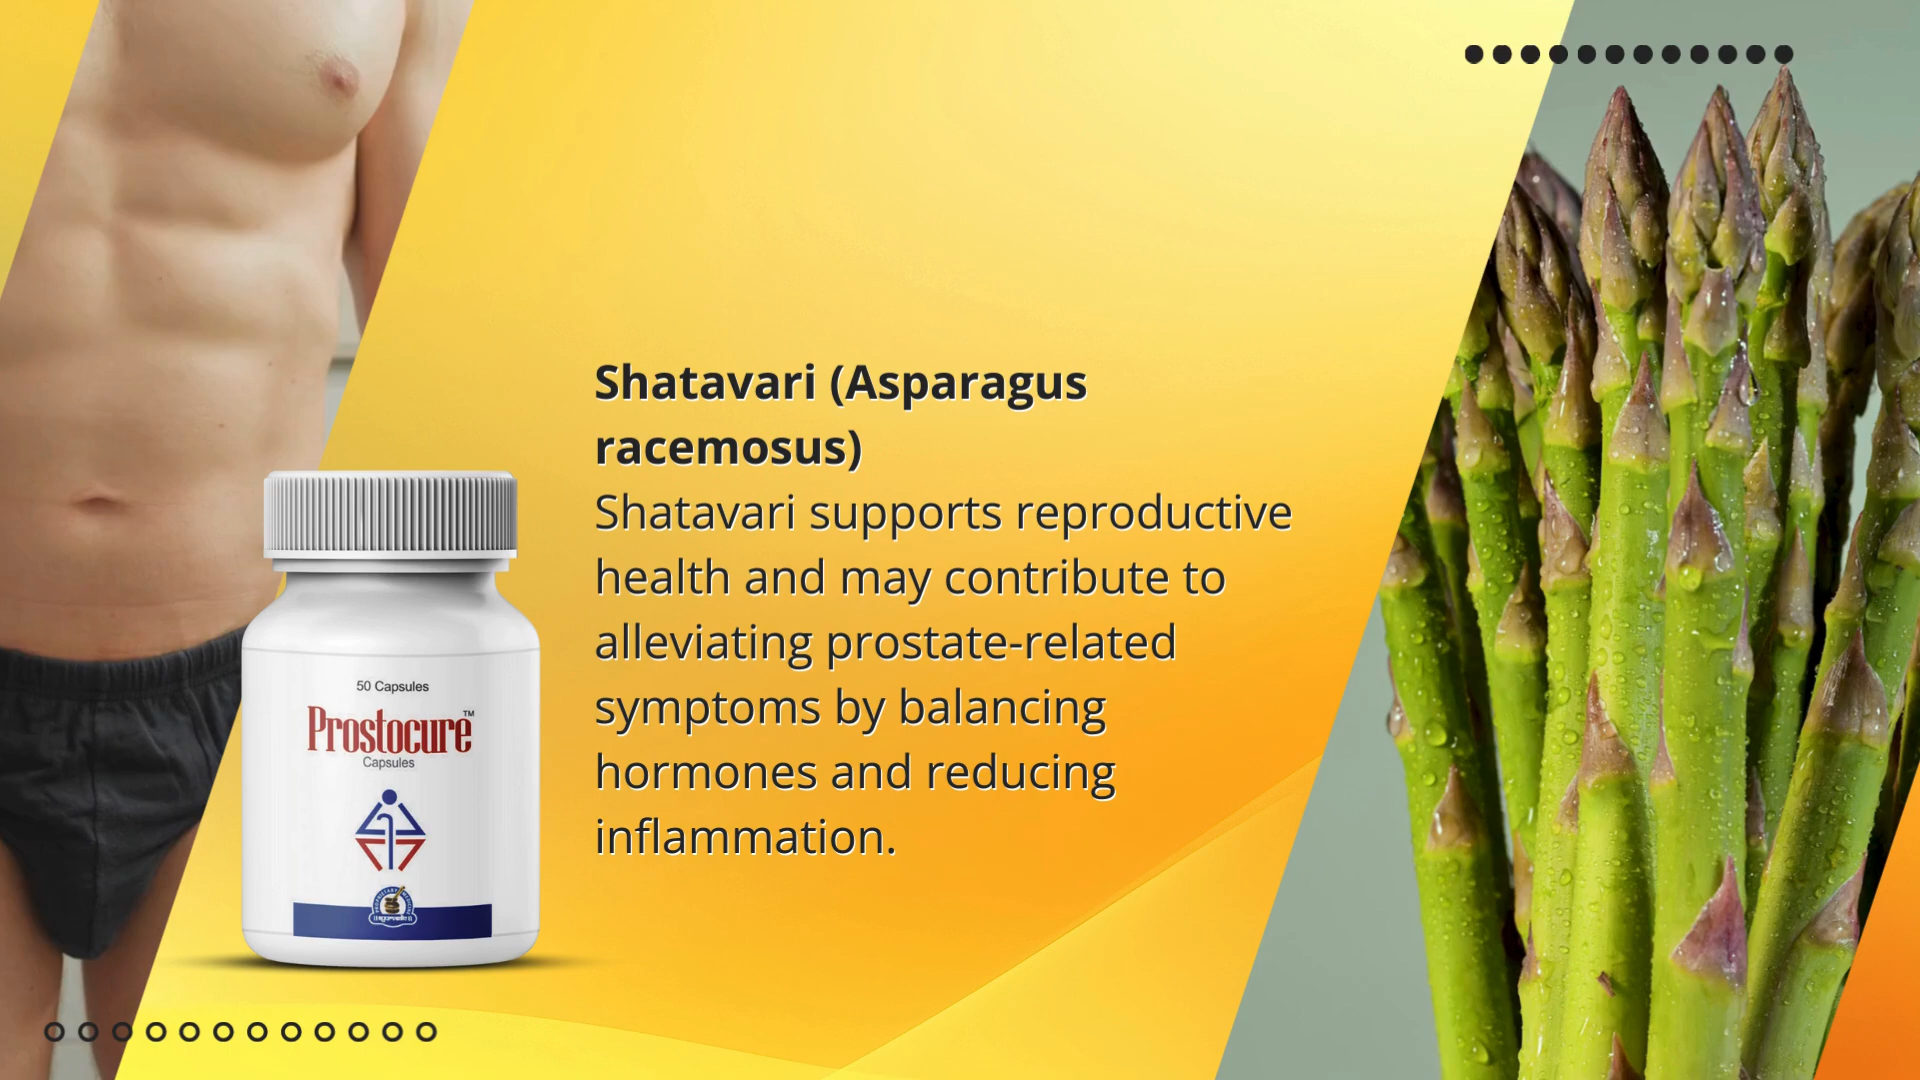 Shatavari (Asparagus
racemosus)
Shatavari supports reproductive
health and may contribute to
alleviating prostate-related
symptoms by balancing
hormones and reducing
inflammation.
50 Capsules
Prostocure™
Capsules